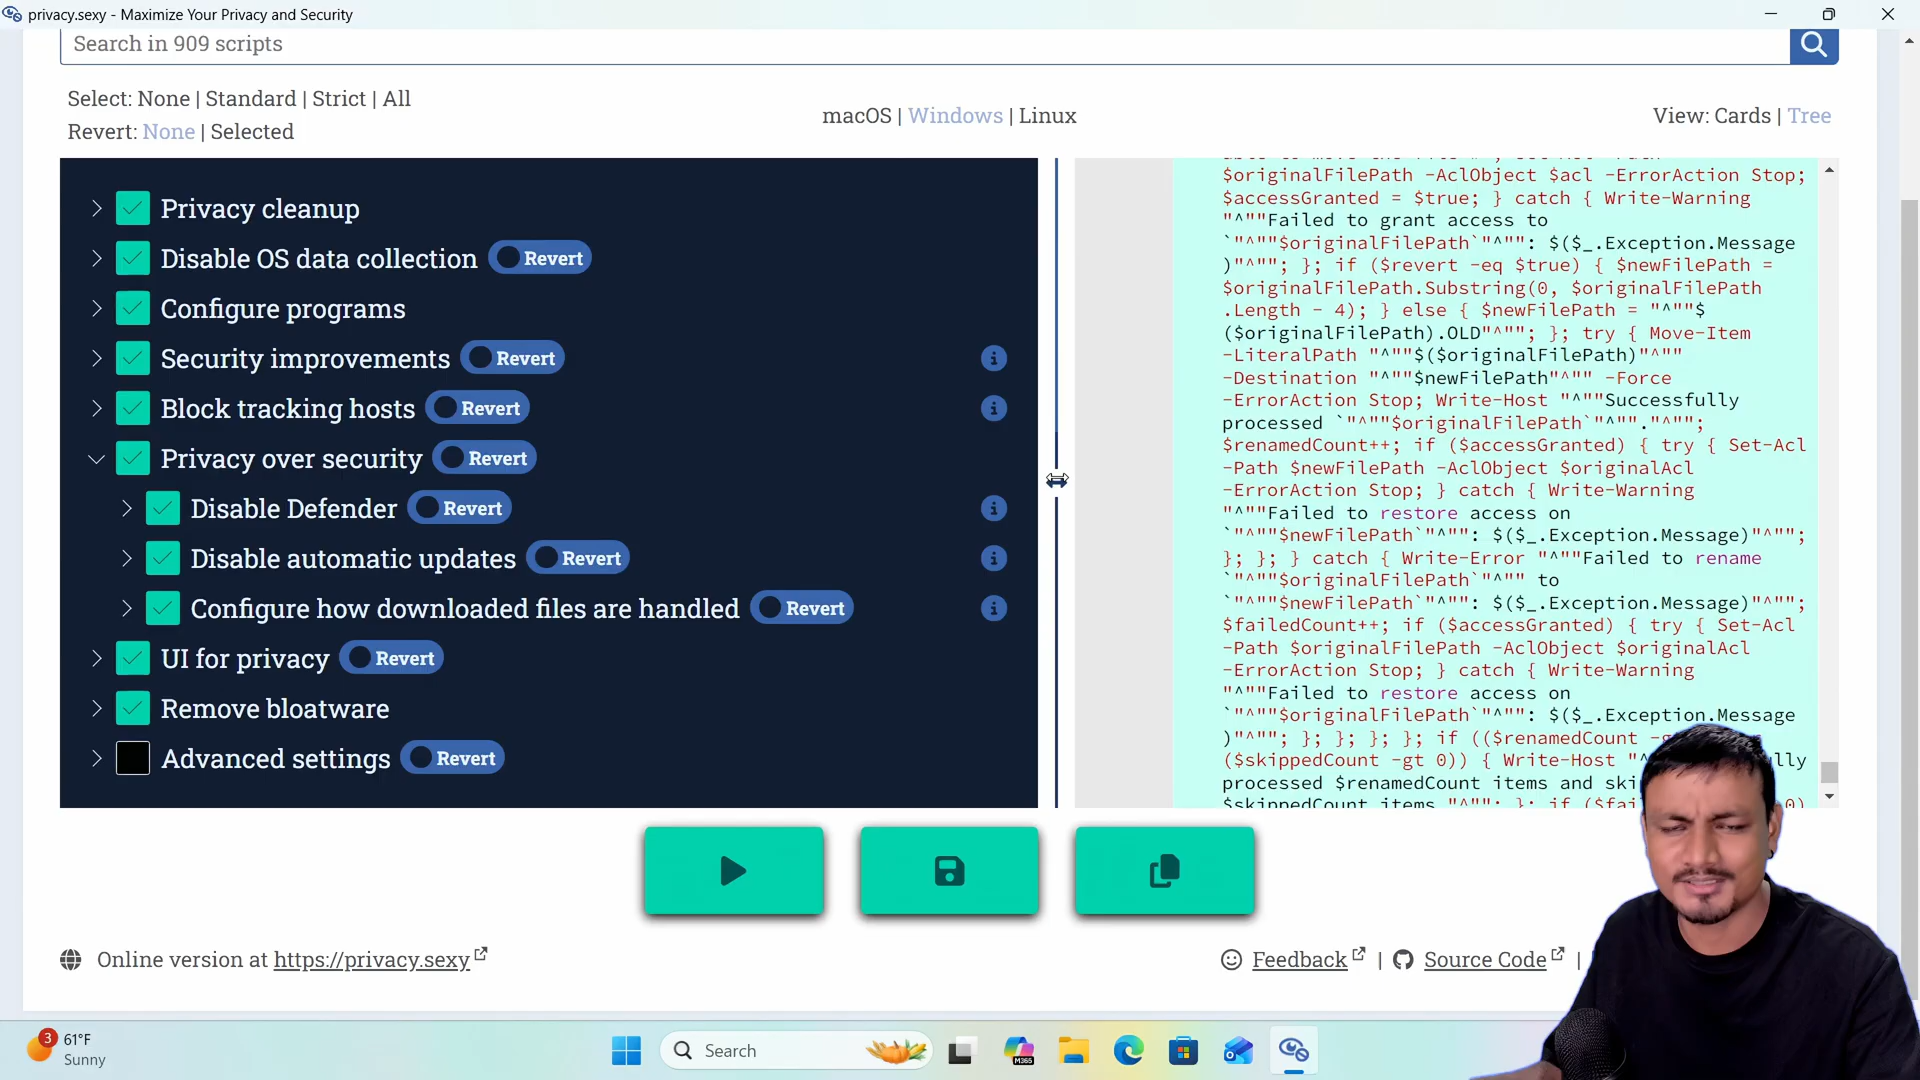 privacy.sexy - Maximize Your Privacy and Security
Search in 909 scripts
Select: None | Standard | Strict | All
Revert: None | Selected
macOS | Windows | Linux
View: Cards | Tree
Privacy cleanup
Disable OS data collection Revert
Configure programs
Security improvements Revert
Block tracking hosts Revert
Privacy over security Revert
Disable Defender Revert
Disable automatic updates Revert
Configure how downloaded files are handled Revert
UI for privacy Revert
Remove bloatware
Advanced settings Revert
$originalFilePath -AclObject $acl -ErrorAction Stop;
$accessGranted = $true; } catch { Write-Warning
"^""Failed to grant access to
`"^""$originalFilePath`"^"": $($_.Exception.Message
)"^""; }; if ($revert -eq $true) { $newFilePath =
$originalFilePath.Substring(0, $originalFilePath
.Length - 4); } else { $newFilePath = "^""$
($originalFilePath).OLD"^""; }; try { Move-Item
-LiteralPath "^""$($originalFilePath)"^""
-Destination "^""$newFilePath"^"" -Force
-ErrorAction Stop; Write-Host "^""Successfully
processed `"^""$originalFilePath`"^""."^"";
$renamedCount++; if ($accessGranted) { try { Set-Acl
-Path $newFilePath -AclObject $originalAcl
-ErrorAction Stop; } catch { Write-Warning
"^""Failed to restore access on
`"^""$newFilePath`"^"": $($_.Exception.Message)"^"";
}; }; } catch { Write-Error "^""Failed to rename
`"^""$originalFilePath`"^"" to
`"^""$newFilePath`"^"": $($_.Exception.Message)"^"";
$failedCount++; if ($accessGranted) { try { Set-Acl
-Path $originalFilePath -AclObject $originalAcl
-ErrorAction Stop; } catch { Write-Warning
"^""Failed to restore access on
`"^""$originalFilePath`"^"": $($_.Exception.Message
)"^""; }; }; }; }; if (($renamedCount
($skippedCount -gt 0)) { Write-Host
processed $renamedCount items and
$skippedCount items."^""; }; if
Online version at https://privacy.sexy
Feedback | Source Code |
3
61°F
Sunny
Search
M365